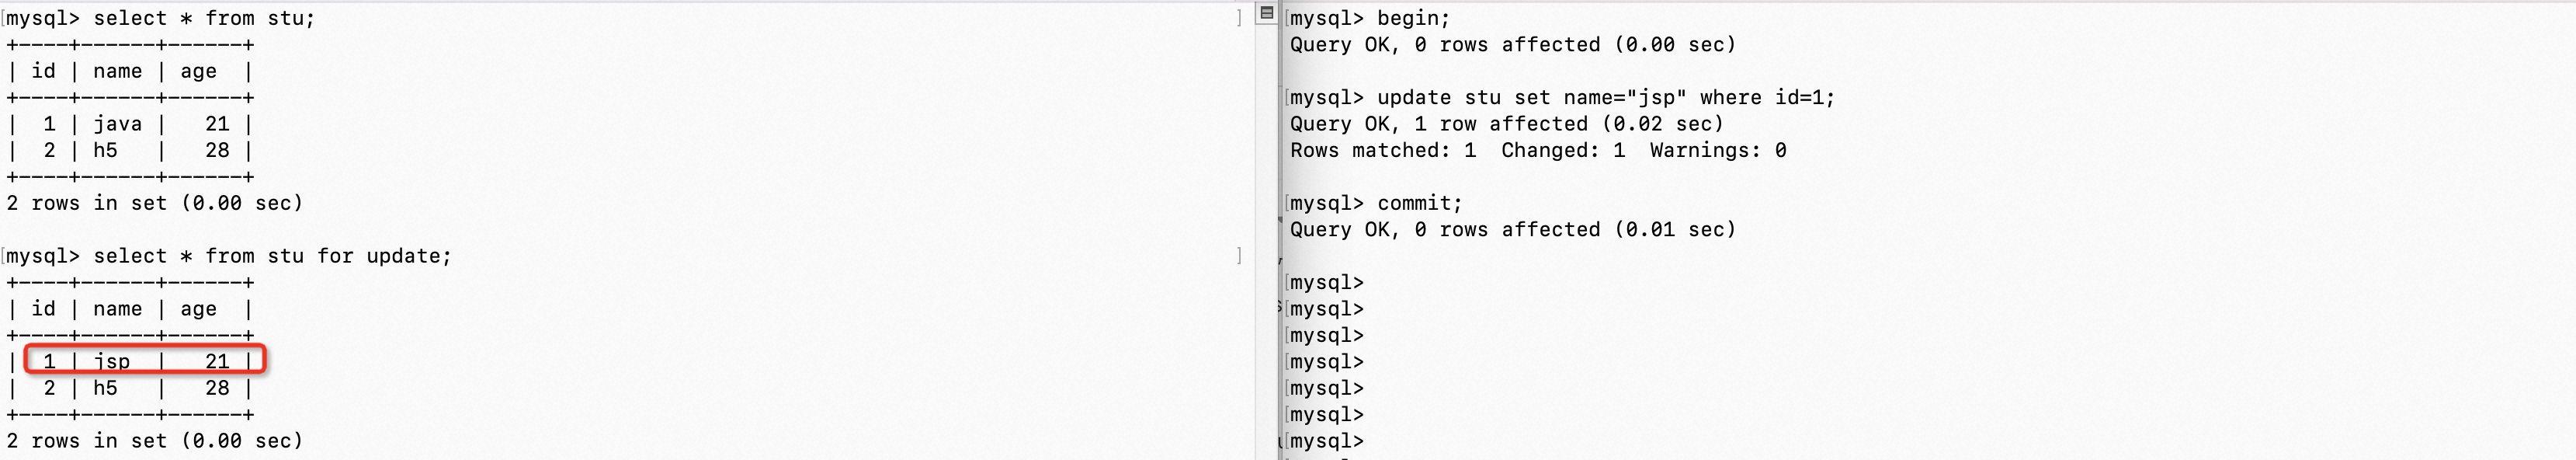 mysql> select * from stu;
+----+------+------+
| id | name | age  |
+----+------+------+
|  1 | java |   21 |
|  2 | h5   |   28 |
+----+------+------+
2 rows in set (0.00 sec)
mysql> select * from stu for update;
+----+------+------+
| id | name | age  |
+----+------+------+
|  1 | jsp  |   21 |
|  2 | h5   |   28 |
+----+------+------+
2 rows in set (0.00 sec)
mysql> begin;
Query OK, 0 rows affected (0.00 sec)
mysql> update stu set name="jsp" where id=1;
Query OK, 1 row affected (0.02 sec)
Rows matched: 1  Changed: 1  Warnings: 0
mysql> commit;
Query OK, 0 rows affected (0.01 sec)
mysql>
mysql>
mysql>
mysql>
mysql>
mysql>
mysql>